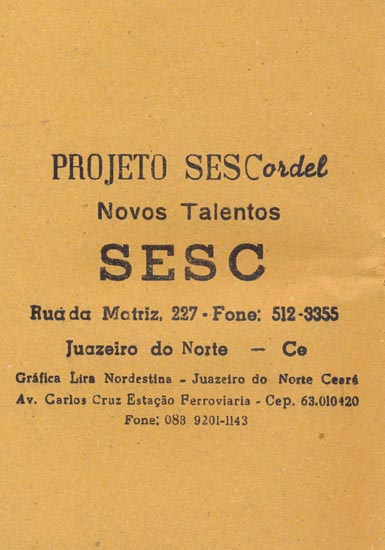 PROJETO SESCordel
Novos Talentos
SESC
Rua da Matriz, 227 - Fone: 512-3355
Juazeiro do Norte — Ce
Gráfica Lira Nordestina - Juazeiro do Norte Ceará
Av. Carlos Cruz Estação Ferroviaria - Cep. 63.010420
Fone: 088 9201-1143